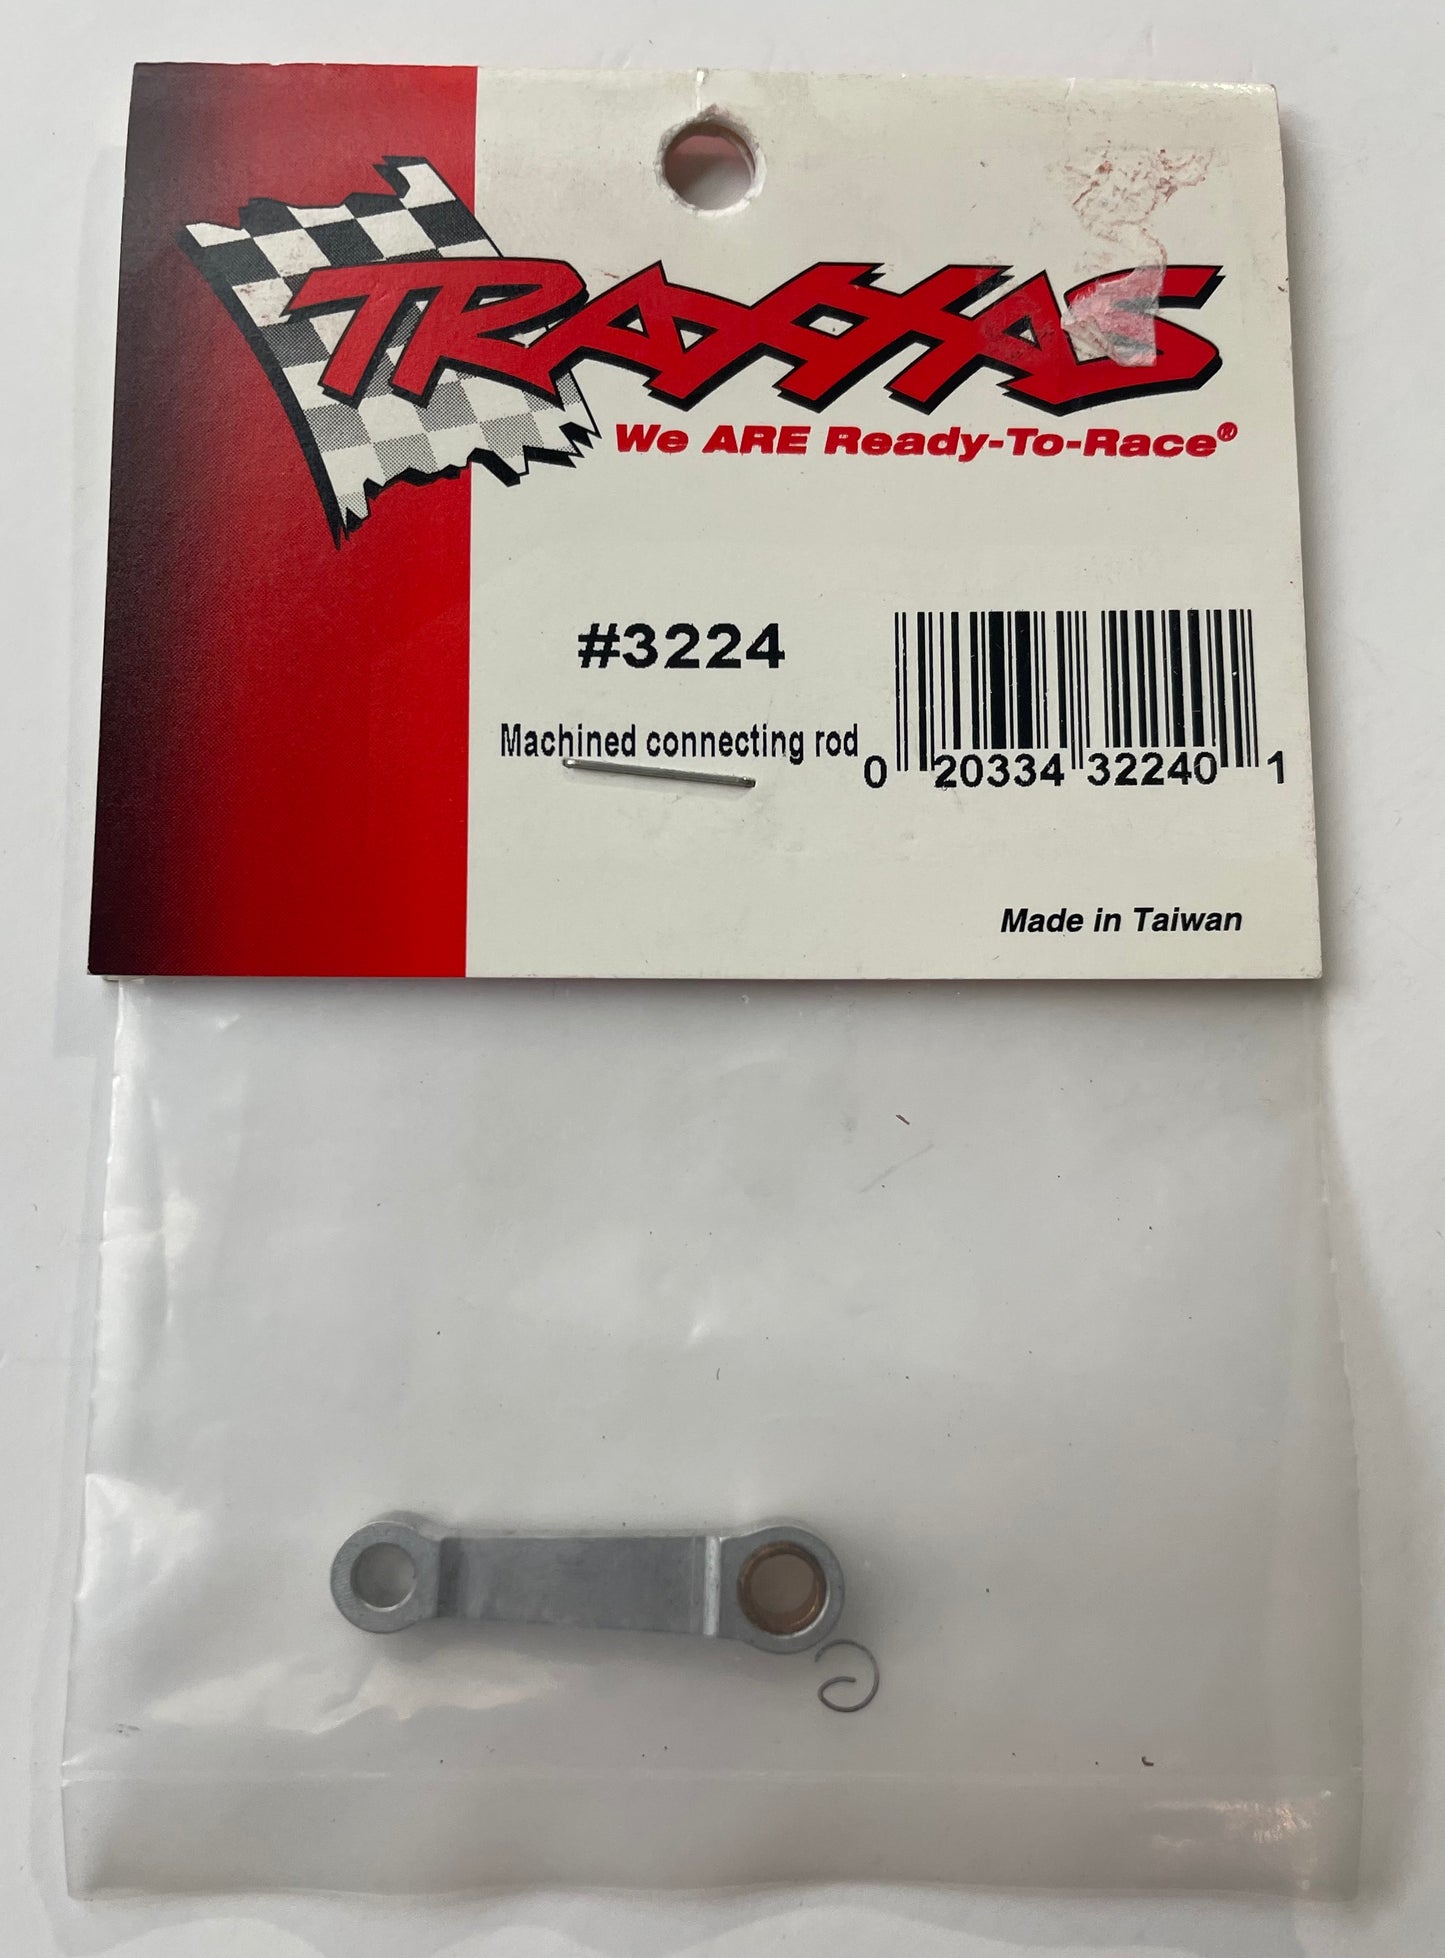 TRAXXAS
We ARE Ready-To-Race®
#3224
Machined connecting rod
0 20334 32240 1
Made in Taiwan